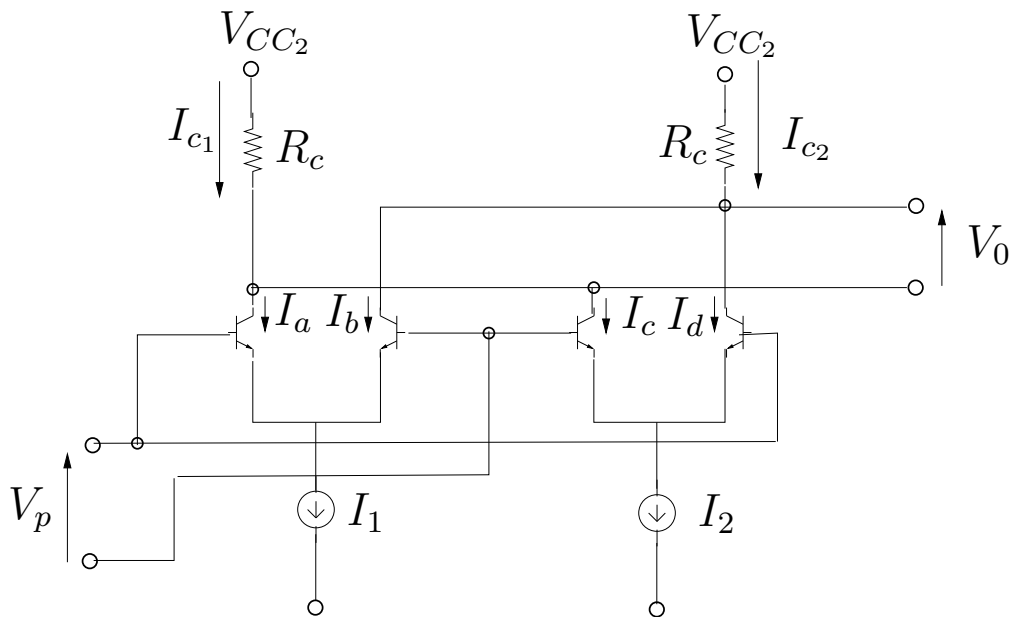 V_{CC_2} V_{CC_2}
I_{c_1} R_c R_c I_{c_2}
V_0
I_a I_b I_c I_d
V_p I_1 I_2